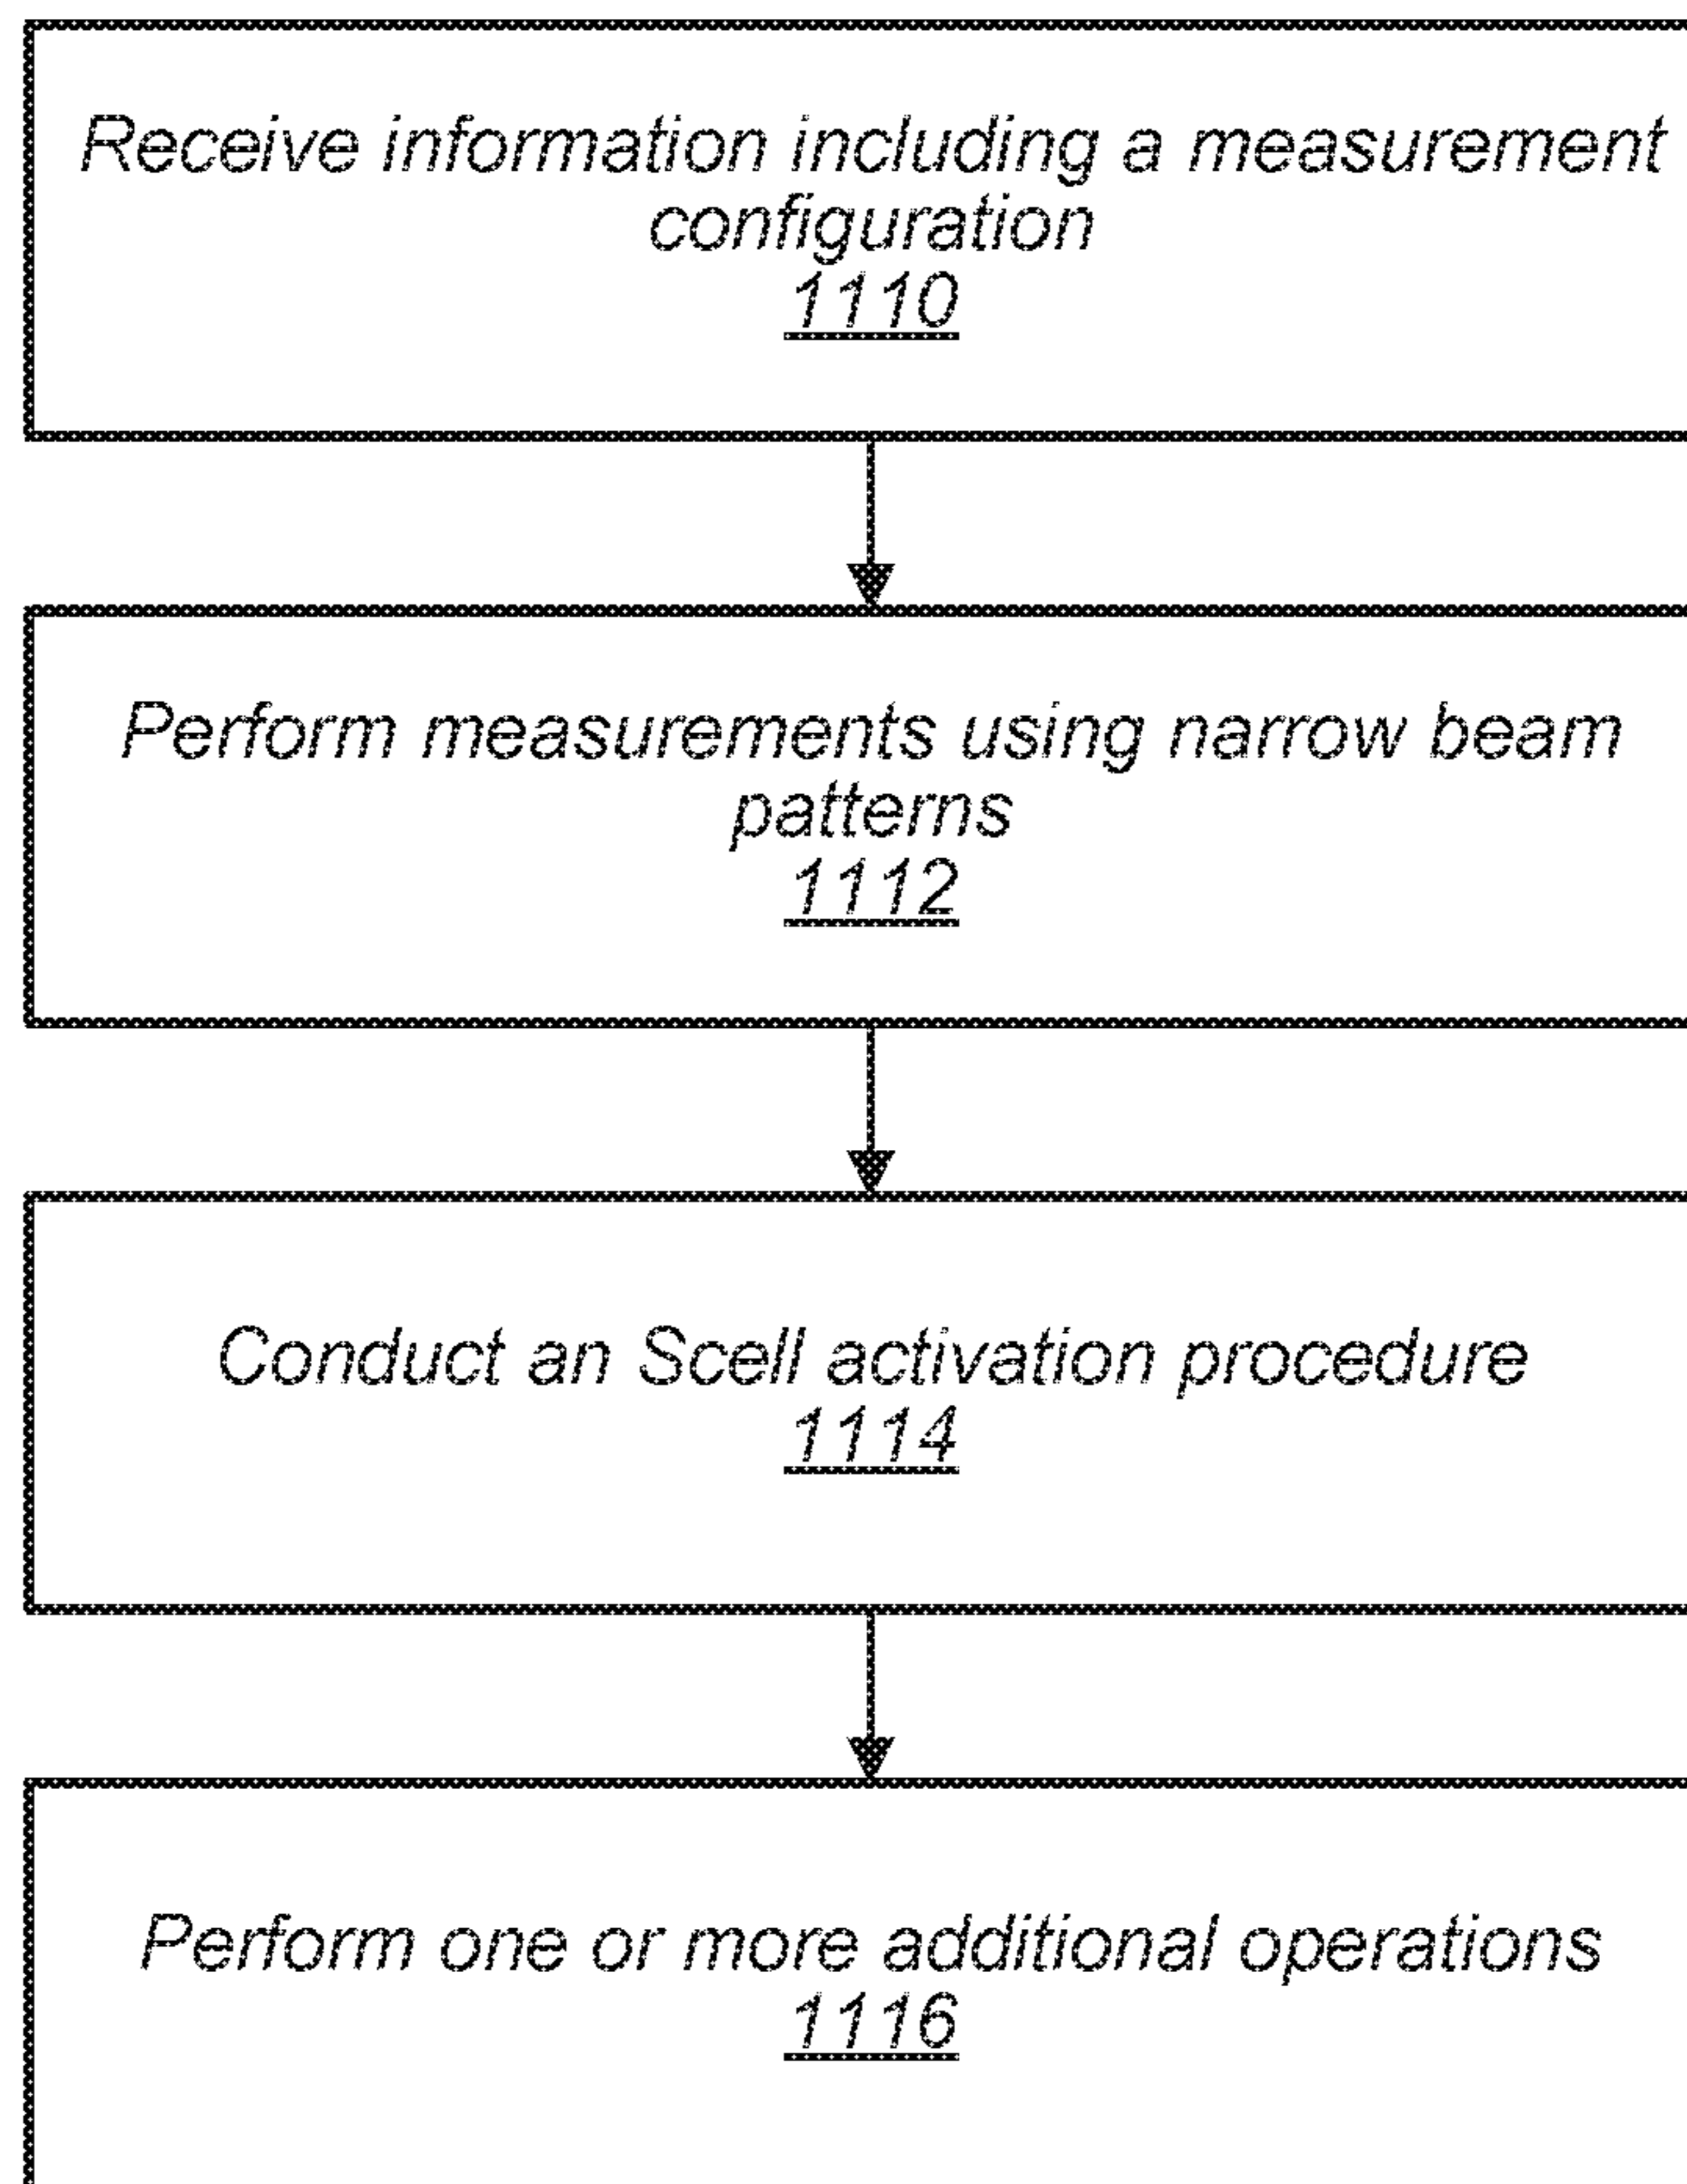 Receive information including a measurement
configuration
1110
Perform measurements using narrow beam
patterns
1112
Conduct an Scell activation procedure
1114
Perform one or more additional operations
1116